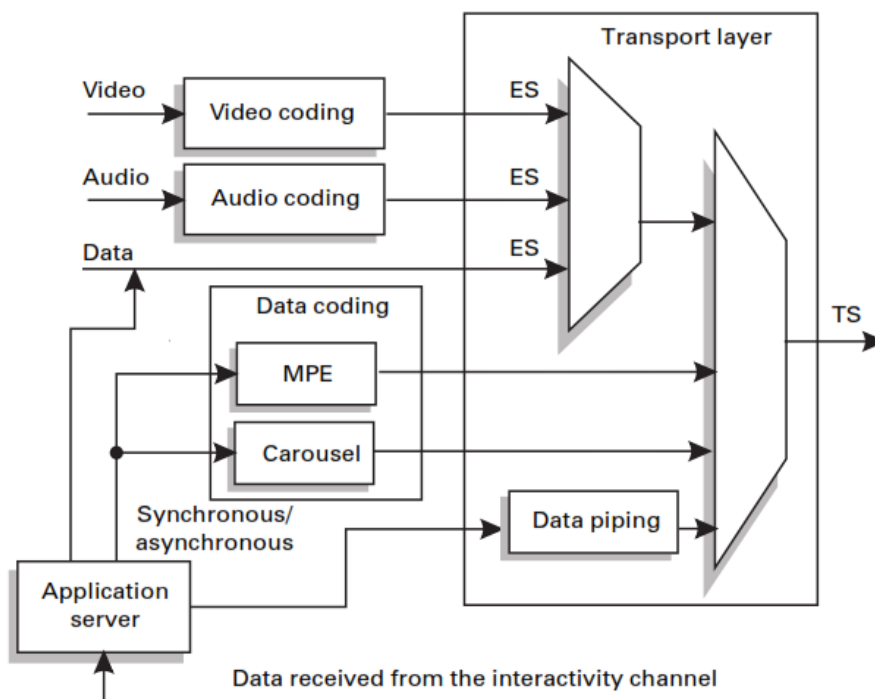 Transport layer
Video
Video coding
ES
Audio
Audio coding
ES
Data
ES
Data coding
MPE
Carousel
TS
Synchronous/
asynchronous
Data piping
Application
server
Data received from the interactivity channel